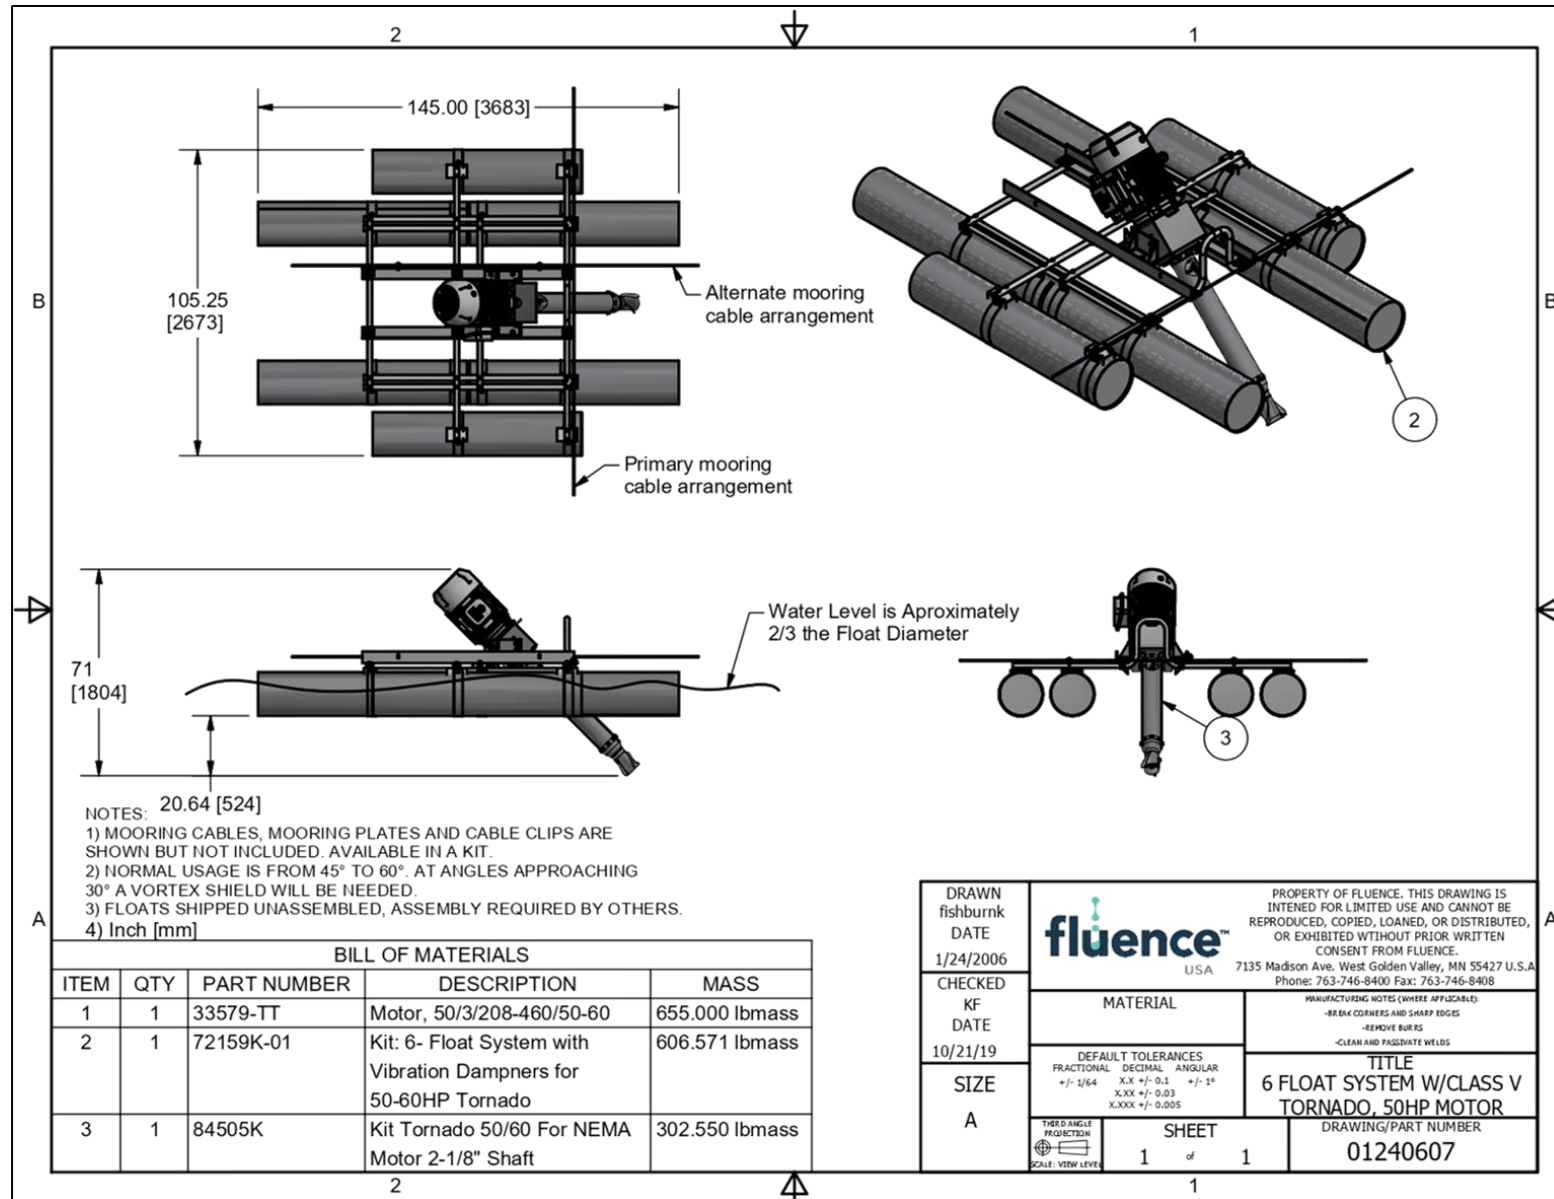 2
1
145.00 [3683]
105.25
[2673]
B
B
Alternate mooring
cable arrangement
Primary mooring
cable arrangement
2
71
[1804]
20.64 [524]
Water Level is Aproximately
2/3 the Float Diameter
3
NOTES:
1) MOORING CABLES, MOORING PLATES AND CABLE CLIPS ARE
SHOWN BUT NOT INCLUDED. AVAILABLE IN A KIT.
2) NORMAL USAGE IS FROM 45° TO 60°. AT ANGLES APPROACHING
30° A VORTEX SHIELD WILL BE NEEDED.
3) FLOATS SHIPPED UNASSEMBLED, ASSEMBLY REQUIRED BY OTHERS.
4) Inch [mm]
A
A
BILL OF MATERIALS
ITEM QTY PART NUMBER DESCRIPTION MASS
1 1 33579-TT Motor, 50/3/208-460/50-60 655.000 lbmass
2 1 72159K-01 Kit: 6- Float System with 606.571 lbmass
Vibration Dampners for
50-60HP Tornado
3 1 84505K Kit Tornado 50/60 For NEMA 302.550 lbmass
Motor 2-1/8" Shaft
DRAWN
fishburnk
DATE
1/24/2006
CHECKED
KF
DATE
10/21/19
SIZE
A
fluence™
USA
PROPERTY OF FLUENCE. THIS DRAWING IS
INTENED FOR LIMITED USE AND CANNOT BE
REPRODUCED, COPIED, LOANED, OR DISTRIBUTED,
OR EXHIBITED WTIHOUT PRIOR WRITTEN
CONSENT FROM FLUENCE.
7135 Madison Ave. West Golden Valley, MN 55427 U.S.A
Phone: 763-746-8400 Fax: 763-746-8408
MATERIAL
MANUFACTURING NOTES (WHERE APPLICABLE):
-BREAK CORNERS AND SHARP EDGES
-REMOVE BURRS
-CLEAN AND PASSIVATE WELDS
DEFAULT TOLERANCES
FRACTIONAL DECIMAL ANGULAR
+/- 1/64 X.X +/- 0.1 +/- 1°
X.XX +/- 0.03
X.XXX +/- 0.005
TITLE
6 FLOAT SYSTEM W/CLASS V
TORNADO, 50HP MOTOR
THIRD ANGLE
PROJECTION
SCALE: VIEW LEVEL
SHEET
1 of 1
DRAWING/PART NUMBER
01240607
2
1